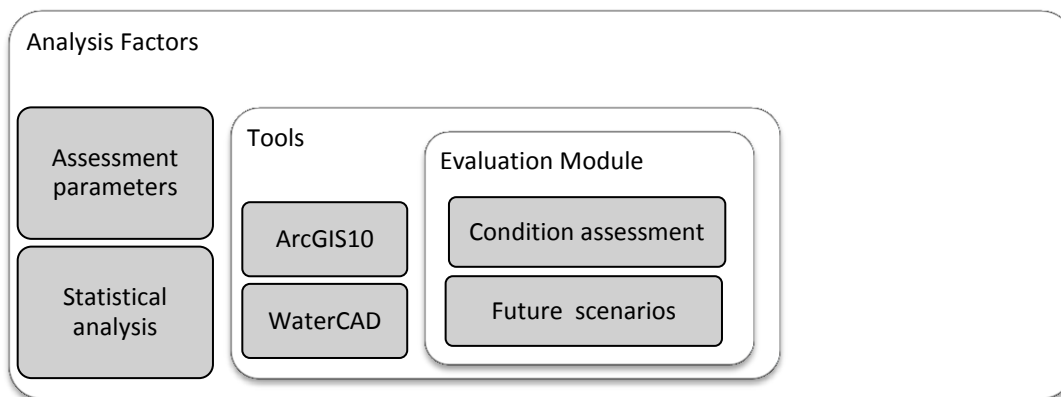 Analysis Factors
Assessment
parameters
Statistical
analysis
Tools
ArcGIS10
WaterCAD
Evaluation Module
Condition assessment
Future scenarios